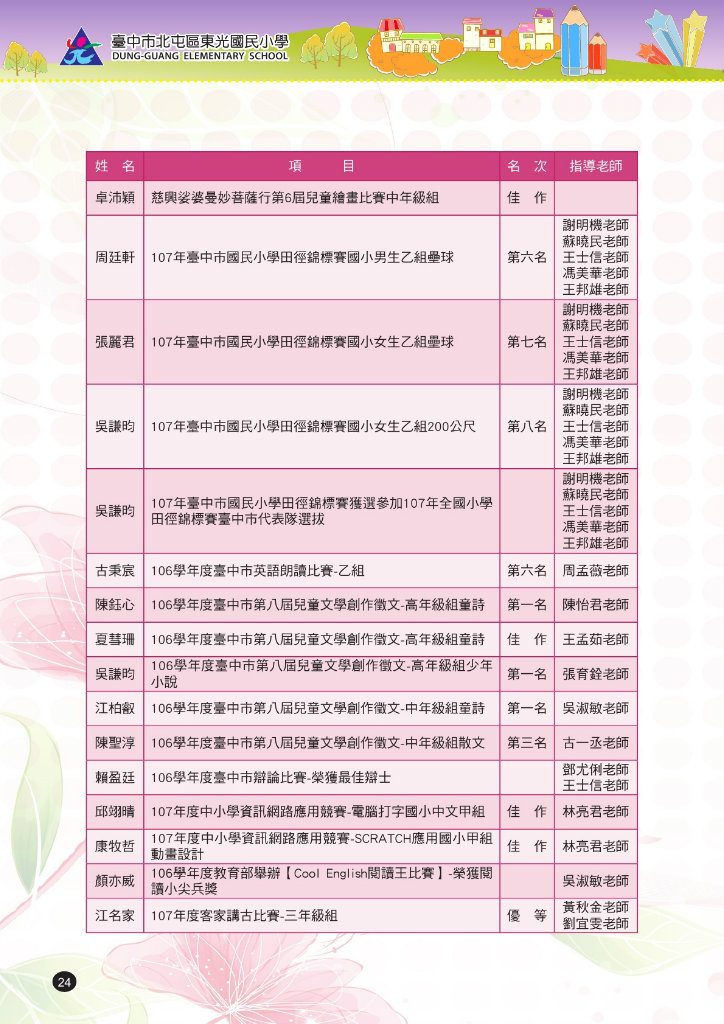 臺中市北屯區東光國民小學
DUNG-GUANG ELEMENTARY SCHOOL
姓 名 項 目 名 次 指導老師
卓沛穎 慈興娑婆曼妙菩薩行第6屆兒童繪畫比賽中年級組 佳 作
周廷軒 107年臺中市國民小學田徑錦標賽國小男生乙組壘球 第六名
謝明機老師
蘇曉民老師
王士信老師
馮美華老師
王邦雄老師
張麗君 107年臺中市國民小學田徑錦標賽國小女生乙組壘球 第七名
謝明機老師
蘇曉民老師
王士信老師
馮美華老師
王邦雄老師
吳謙昀 107年臺中市國民小學田徑錦標賽國小女生乙組200公尺 第八名
謝明機老師
蘇曉民老師
王士信老師
馮美華老師
王邦雄老師
吳謙昀
107年臺中市國民小學田徑錦標賽獲選參加107年全國小學
田徑錦標賽臺中市代表隊選拔
謝明機老師
蘇曉民老師
王士信老師
馮美華老師
王邦雄老師
古秉宸 106學年度臺中市英語朗讀比賽-乙組 第六名 周孟薇老師
陳鈺心 106學年度臺中市第八屆兒童文學創作徵文-高年級組童詩 第一名 陳怡君老師
夏彗珊 106學年度臺中市第八屆兒童文學創作徵文-高年級組童詩 佳 作 王孟茹老師
吳謙昀
106學年度臺中市第八屆兒童文學創作徵文-高年級組少年
小說
第一名 張育銓老師
江柏叡 106學年度臺中市第八屆兒童文學創作徵文-中年級組童詩 第一名 吳淑敏老師
陳聖淳 106學年度臺中市第八屆兒童文學創作徵文-中年級組散文 第三名 古一丞老師
賴盈廷 106學年度臺中市辯論比賽-榮獲最佳辯士
鄧尤俐老師
王士信老師
邱翊晴 107年度中小學資訊網路應用競賽-電腦打字國小中文甲組 佳 作 林亮君老師
康牧哲
107年度中小學資訊網路應用競賽-SCRATCH應用國小甲組
動畫設計
佳 作 林亮君老師
顏亦威
106學年度教育部舉辦【Cool English閱讀王比賽】-榮獲閱
讀小尖兵獎
吳淑敏老師
江名家 107年度客家講古比賽-三年級組 優 等
黃秋金老師
劉宜雯老師
24